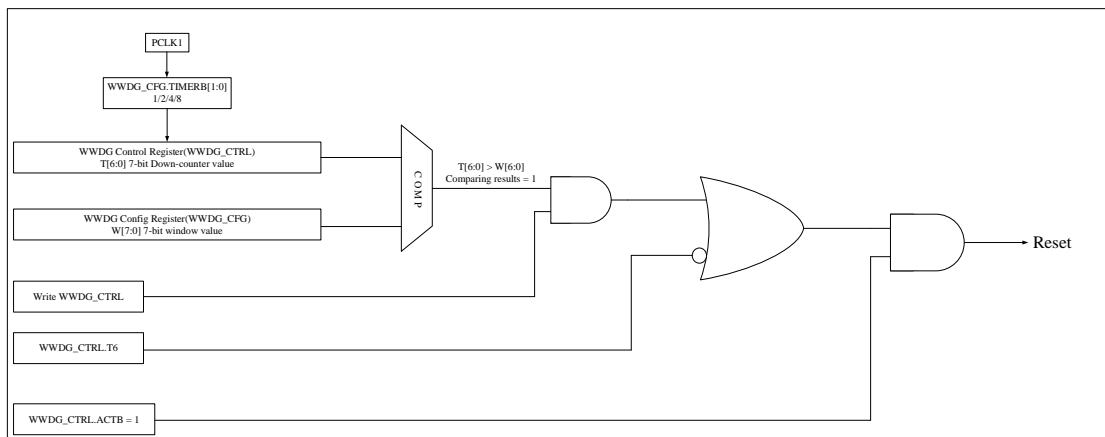 PCLK1
WWDG_CFG.TIMERB[1:0]
1/2/4/8
WWDG Control Register(WWDG_CTRL)
T[6:0] 7-bit Down-counter value
COMP
T[6:0] > W[6:0]
Comparing results = 1
WWDG Config Register(WWDG_CFG)
W[7:0] 7-bit window value
Reset
Write WWDG_CTRL
WWDG_CTRL.T6
WWDG_CTRL.ACTB = 1